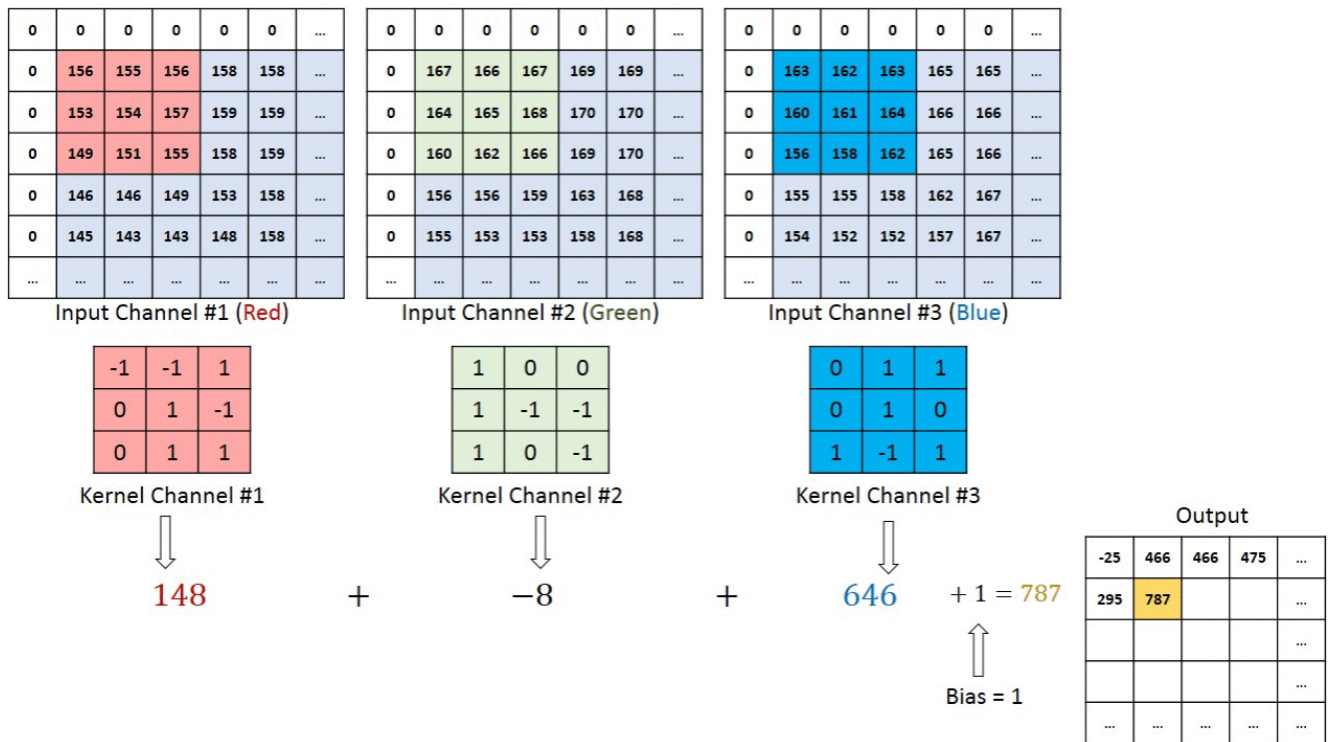 0 0 0 0 0 0 ... 0 0 0 0 0 0 ... 0 0 0 0 0 0 ...
0 156 155 156 158 158 ... 0 167 166 167 169 169 ... 0 163 162 163 165 165 ...
0 153 154 157 159 159 ... 0 164 165 168 170 170 ... 0 160 161 164 166 166 ...
0 149 151 155 158 159 ... 0 160 162 166 169 170 ... 0 156 158 162 165 166 ...
0 146 146 149 153 158 ... 0 156 156 159 163 168 ... 0 155 155 158 162 167 ...
0 145 143 143 148 158 ... 0 155 153 153 158 168 ... 0 154 152 152 157 167 ...
... ... ... ... ... ... ... ... ... ... ... ... ... ... ... ... ... ... ... ... ...
Input Channel #1 (Red) Input Channel #2 (Green) Input Channel #3 (Blue)
-1 -1 1 1 0 0 0 1 1
0 1 -1 1 -1 -1 0 1 0
0 1 1 1 0 -1 1 -1 1
Kernel Channel #1 Kernel Channel #2 Kernel Channel #3
Output
-25 466 466 475 ...
148 + −8 + 646 + 1 = 787
295 787 ...
...
Bias = 1
...
... ... ... ... ...